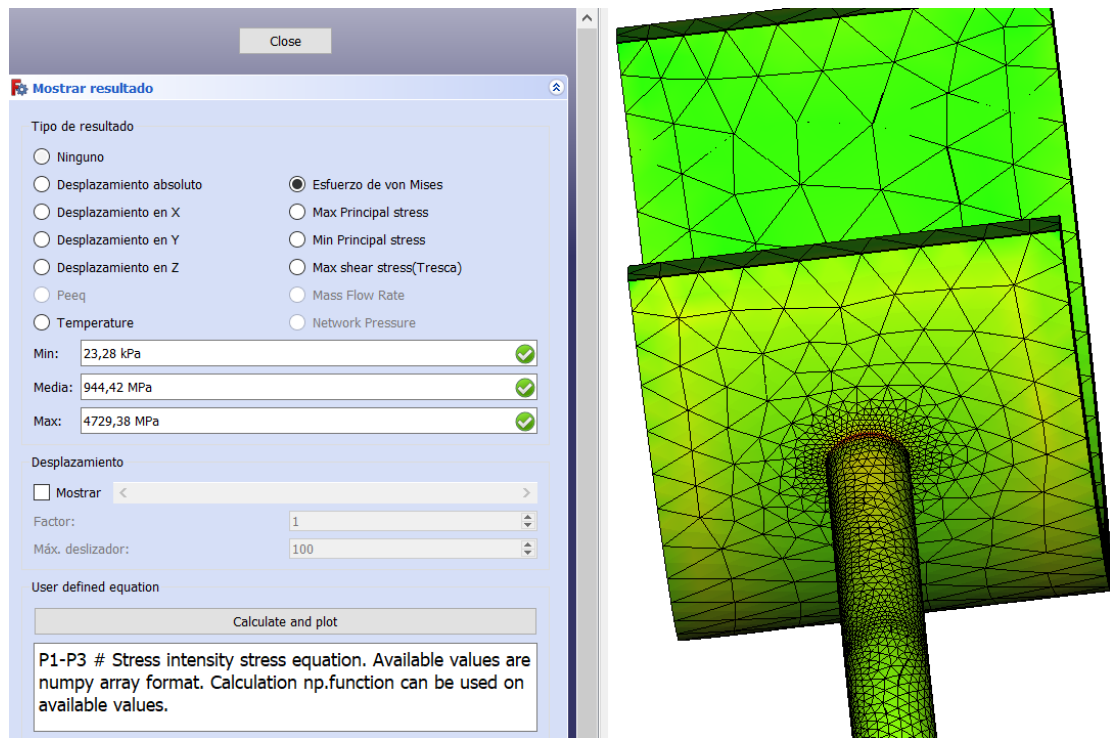 Close
Mostrar resultado
Tipo de resultado
Ninguno
Desplazamiento absoluto
Esfuerzo de von Mises
Desplazamiento en X
Max Principal stress
Desplazamiento en Y
Min Principal stress
Desplazamiento en Z
Max shear stress(Tresca)
Peeq
Mass Flow Rate
Temperature
Network Pressure
Min: 23,28 kPa
Media: 944,42 MPa
Max: 4729,38 MPa
Desplazamiento
Mostrar
Factor: 1
Máx. deslizador: 100
User defined equation
Calculate and plot
P1-P3 # Stress intensity stress equation. Available values are
numpy array format. Calculation np.function can be used on
available values.